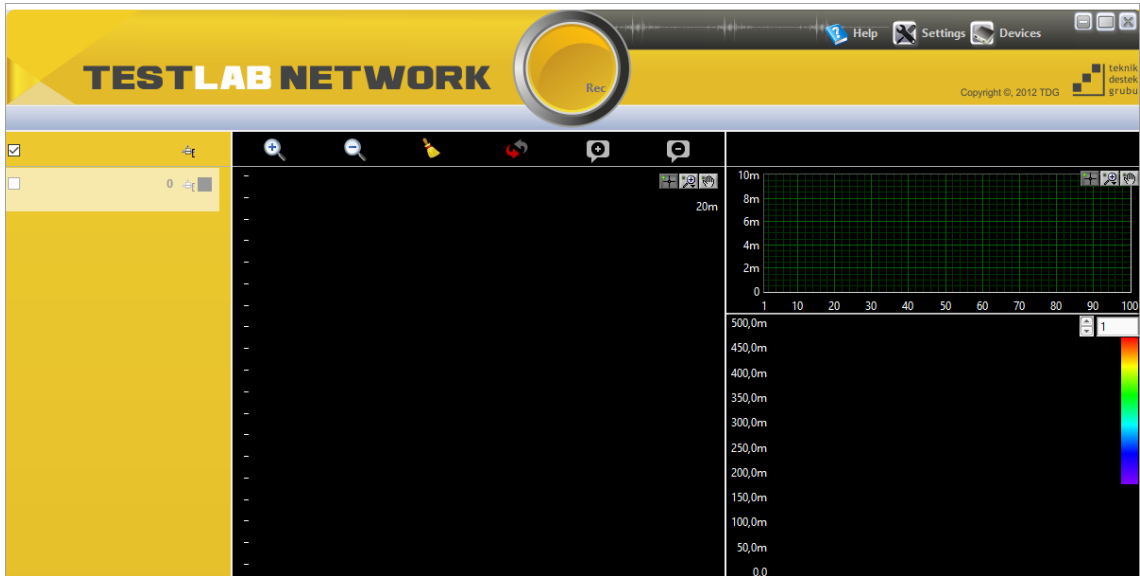 Help Settings Devices
TESTLAB NETWORK
Rec
teknik
destek
grubu
Copyright ©, 2012 TDG
0
20m
10m
8m
6m
4m
2m
0
1 10 20 30 40 50 60 70 80 90 100
500,0m
1
450,0m
400,0m
350,0m
300,0m
250,0m
200,0m
150,0m
100,0m
50,0m
0.0